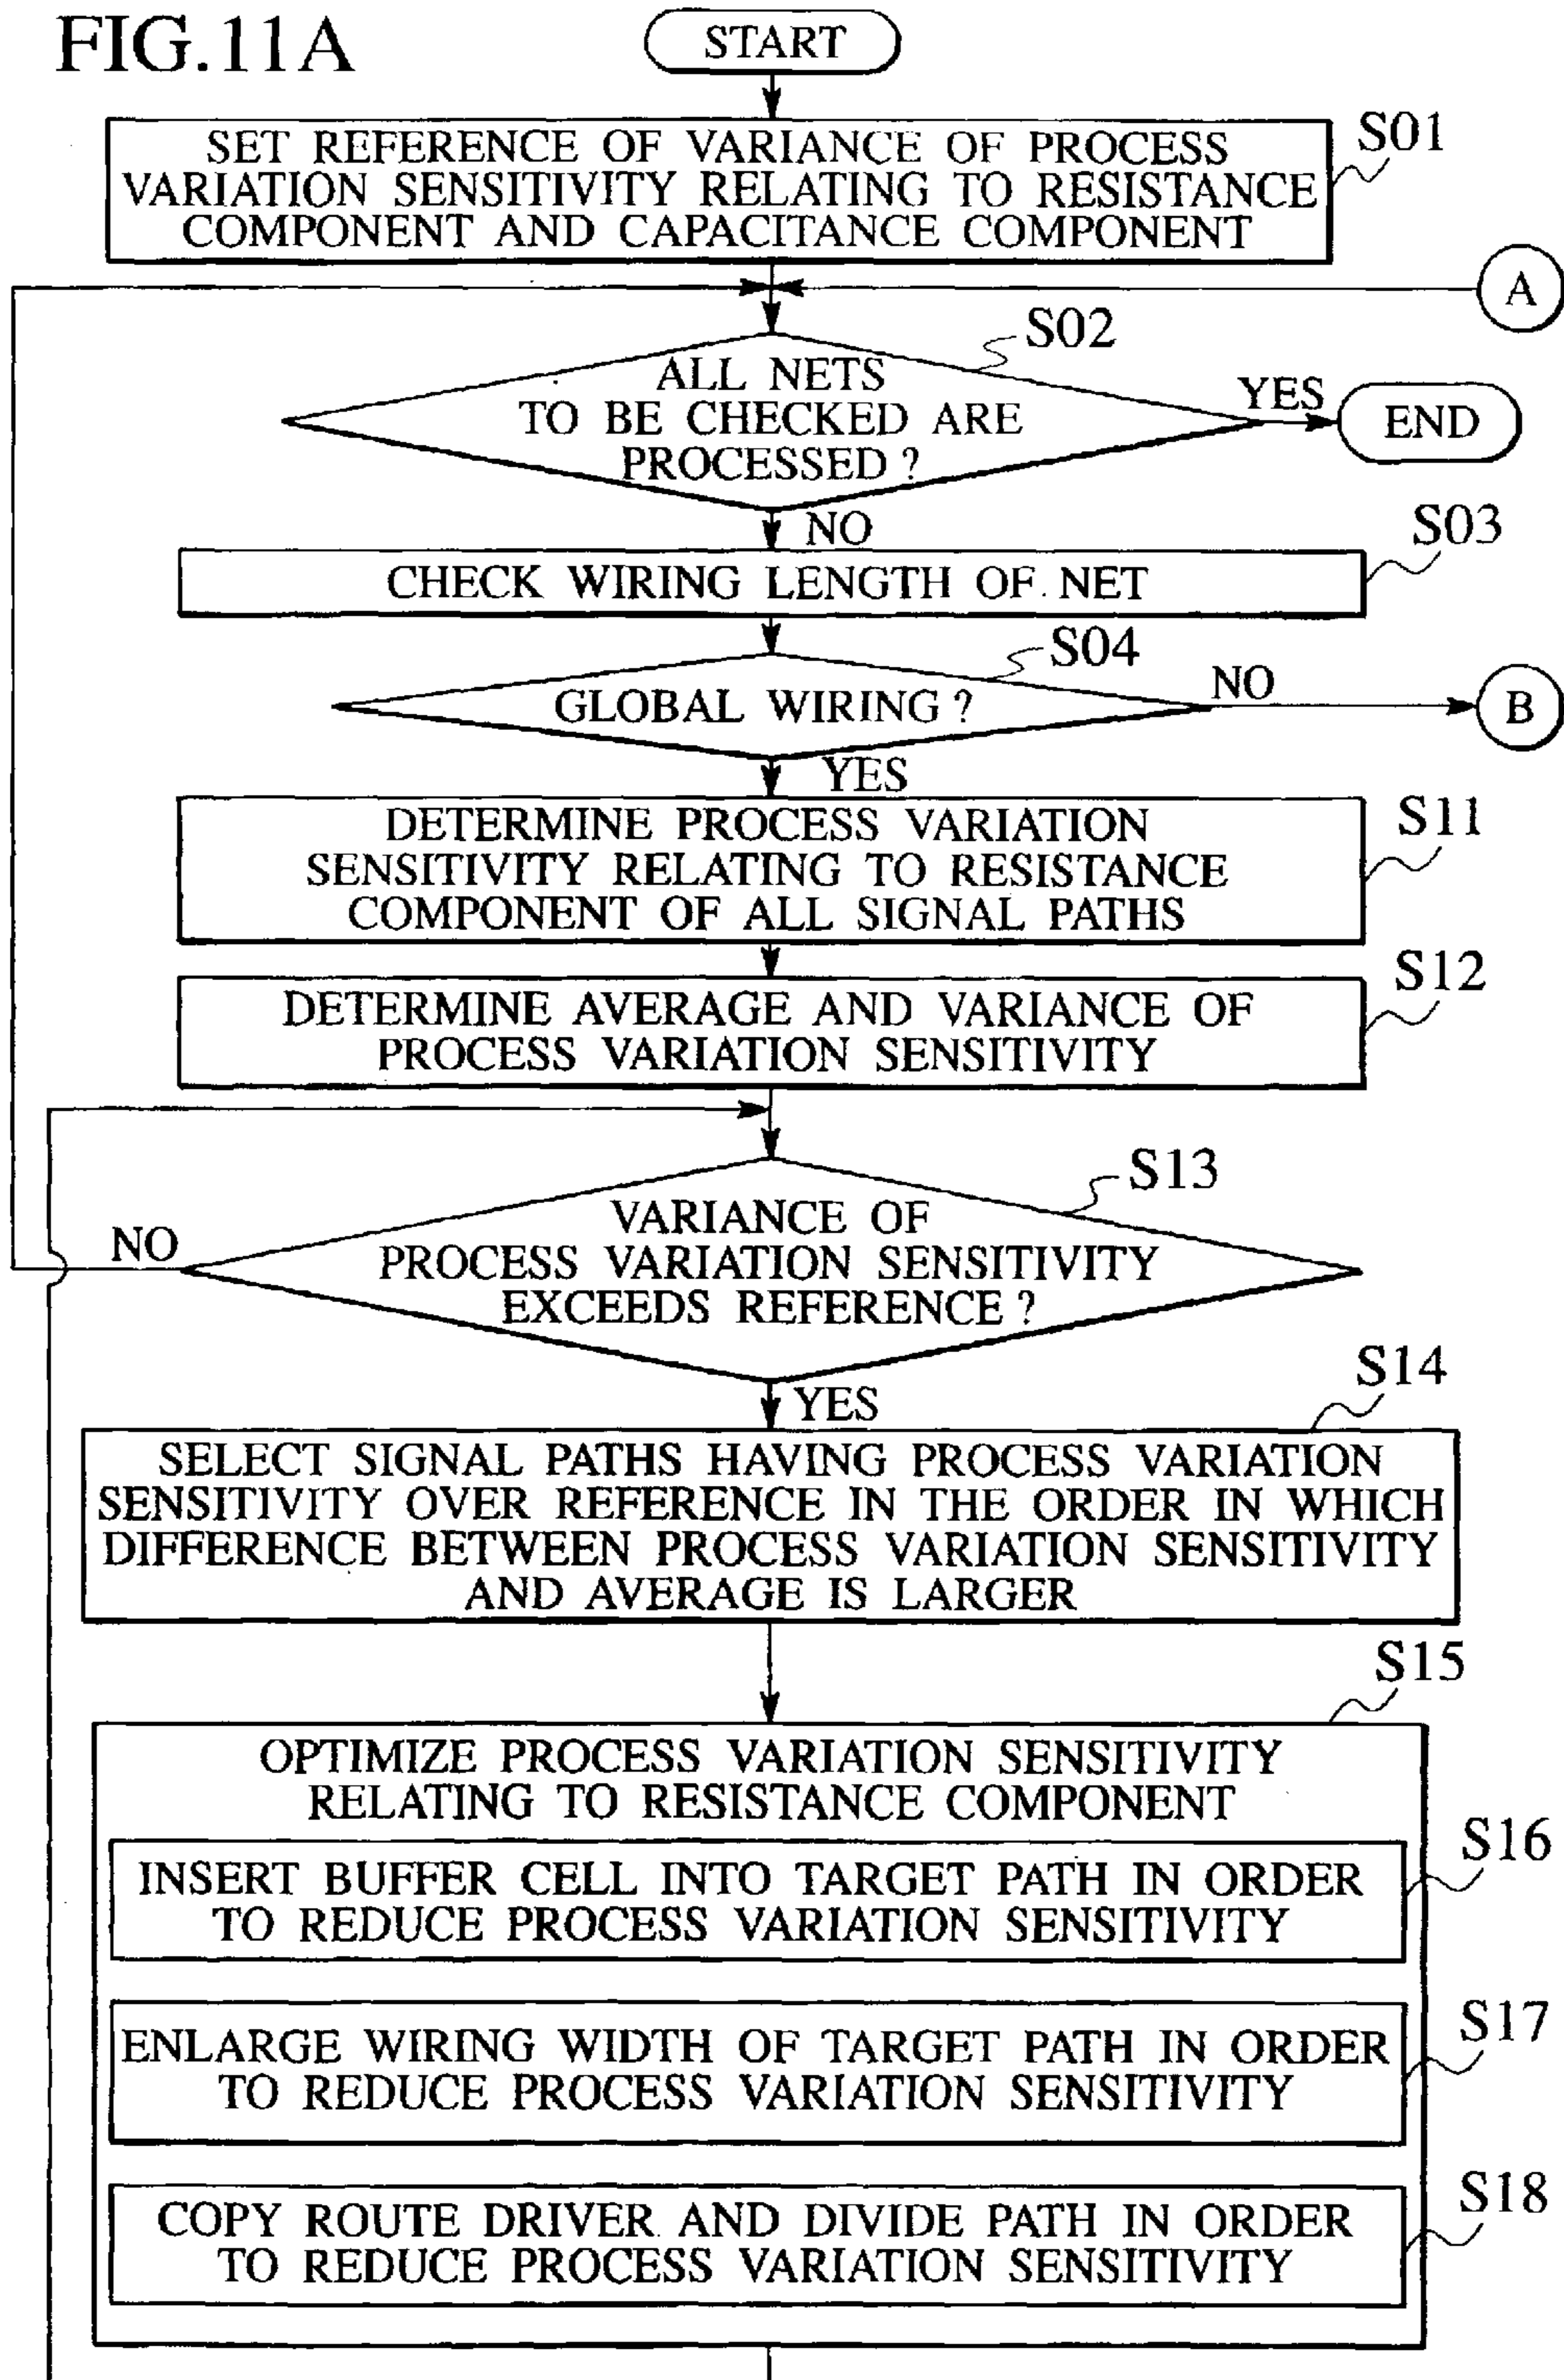 FIG.11A
START
SET REFERENCE OF VARIANCE OF PROCESS
VARIATION SENSITIVITY RELATING TO RESISTANCE
COMPONENT AND CAPACITANCE COMPONENT
S01
A
S02
ALL NETS
TO BE CHECKED ARE
PROCESSED ?
YES
END
NO
S03
CHECK WIRING LENGTH OF NET
S04
GLOBAL WIRING ?
NO
B
YES
DETERMINE PROCESS VARIATION
SENSITIVITY RELATING TO RESISTANCE
COMPONENT OF ALL SIGNAL PATHS
S11
DETERMINE AVERAGE AND VARIANCE OF
PROCESS VARIATION SENSITIVITY
S12
S13
VARIANCE OF
PROCESS VARIATION SENSITIVITY
EXCEEDS REFERENCE ?
NO
YES
S14
SELECT SIGNAL PATHS HAVING PROCESS VARIATION
SENSITIVITY OVER REFERENCE IN THE ORDER IN WHICH
DIFFERENCE BETWEEN PROCESS VARIATION SENSITIVITY
AND AVERAGE IS LARGER
S15
OPTIMIZE PROCESS VARIATION SENSITIVITY
RELATING TO RESISTANCE COMPONENT
S16
INSERT BUFFER CELL INTO TARGET PATH IN ORDER
TO REDUCE PROCESS VARIATION SENSITIVITY
S17
ENLARGE WIRING WIDTH OF TARGET PATH IN ORDER
TO REDUCE PROCESS VARIATION SENSITIVITY
S18
COPY ROUTE DRIVER AND DIVIDE PATH IN ORDER
TO REDUCE PROCESS VARIATION SENSITIVITY